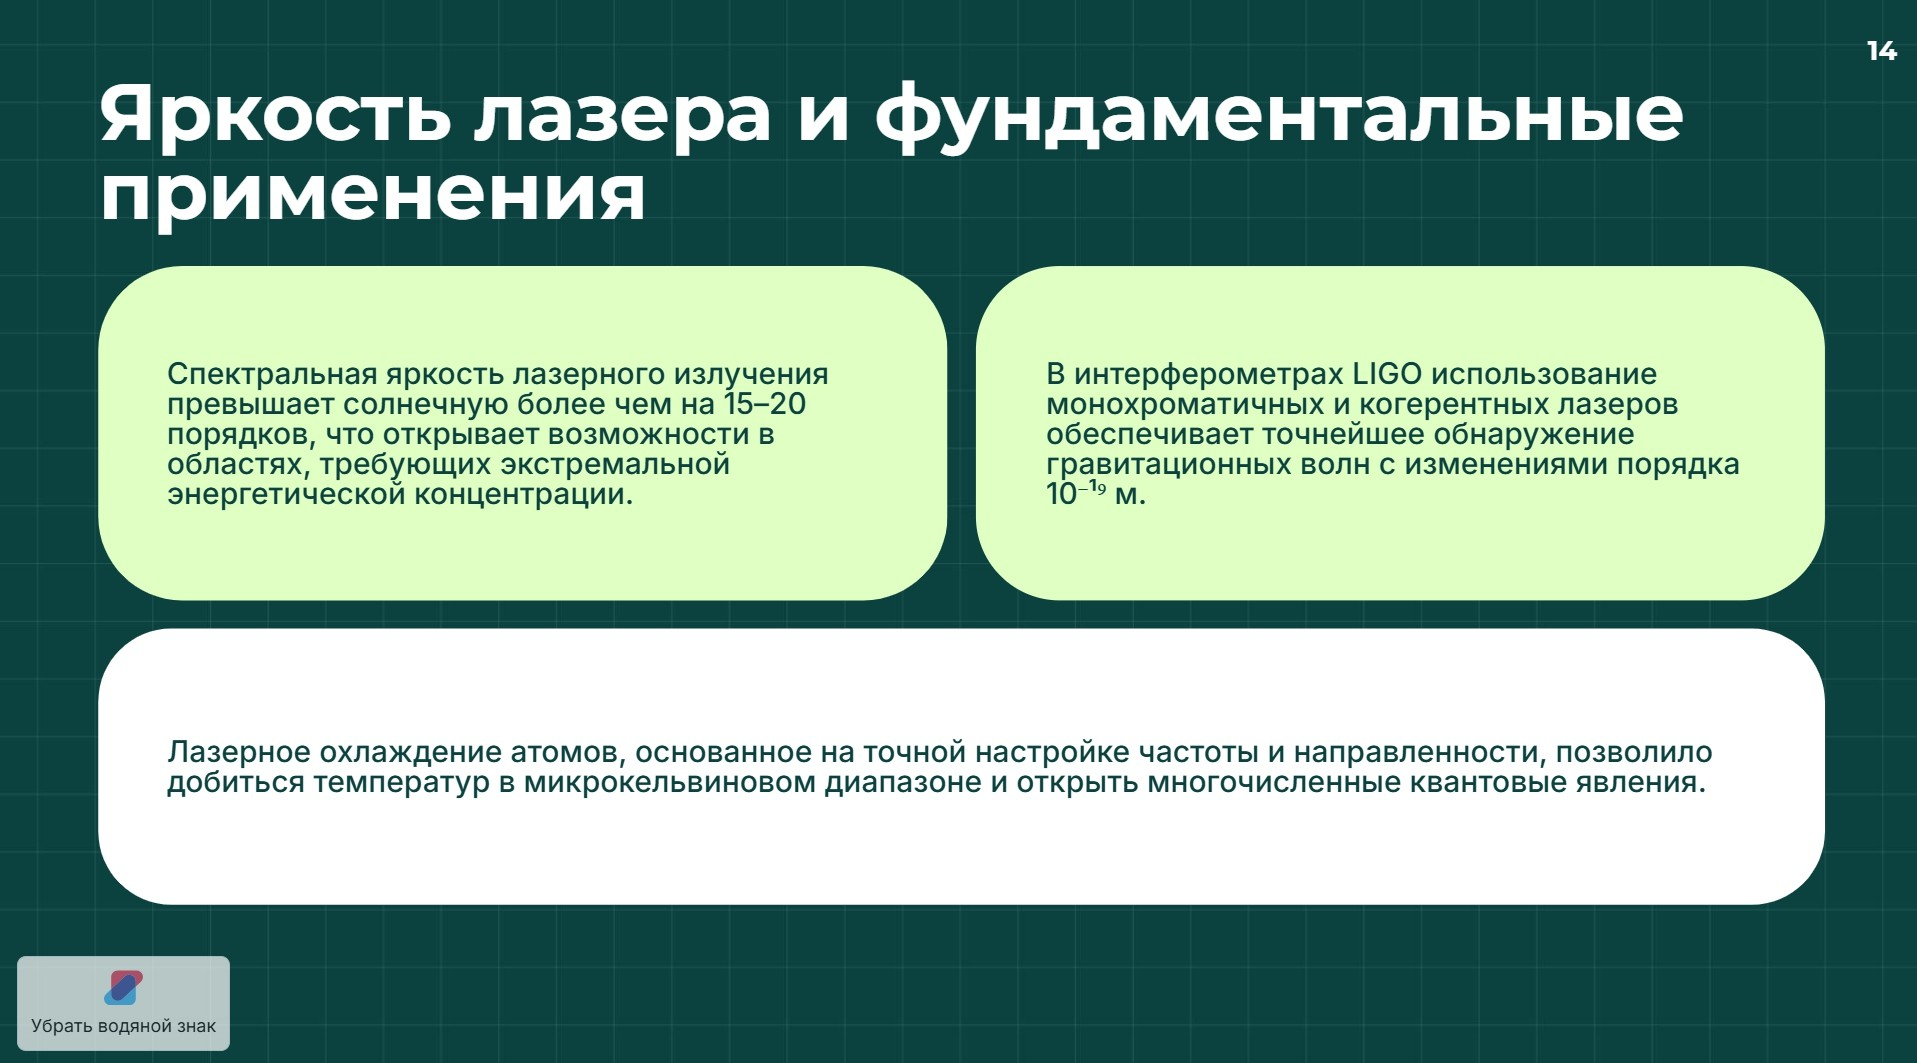 14
Яркость лазера и фундаментальные
применения
Спектральная яркость лазерного излучения
превышает солнечную более чем на 15–20
порядков, что открывает возможности в
областях, требующих экстремальной
энергетической концентрации.
В интерферометрах LIGO использование
монохроматичных и когерентных лазеров
обеспечивает точнейшее обнаружение
гравитационных волн с изменениями порядка
10⁻¹⁹ м.
Лазерное охлаждение атомов, основанное на точной настройке частоты и направленности, позволило
добиться температур в микрокельвиновом диапазоне и открыть многочисленные квантовые явления.
Убрать водяной знак